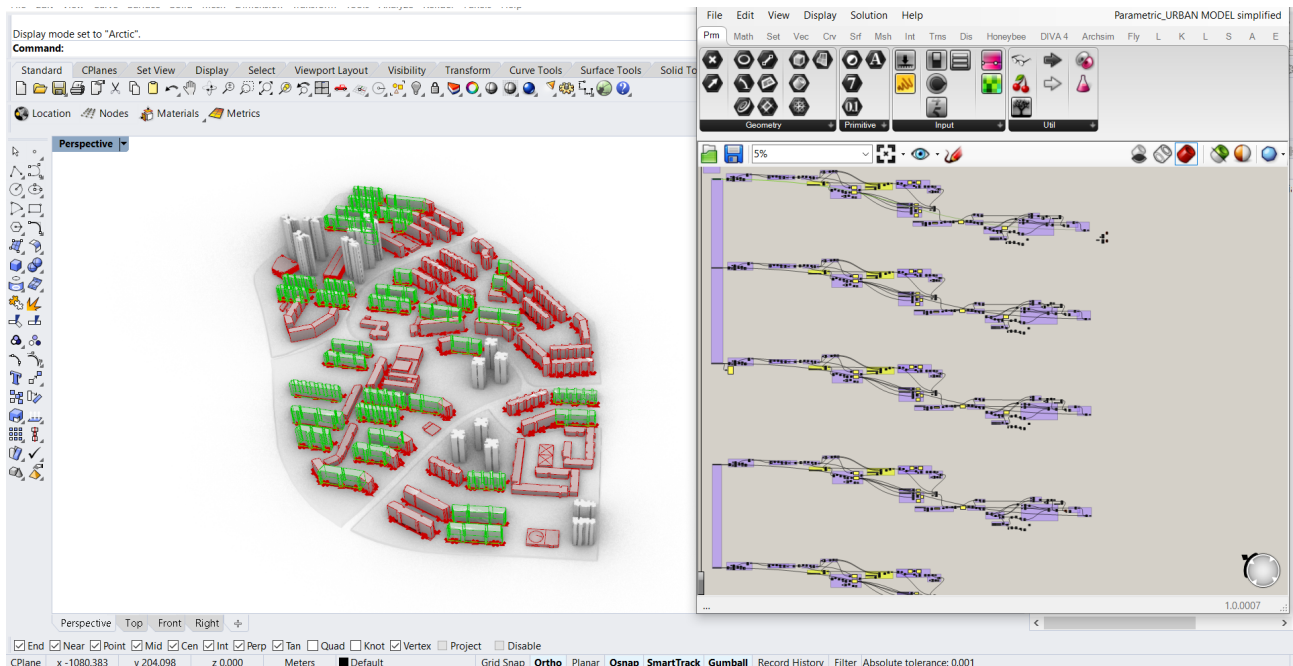 Display mode set to "Arctic".
Command:
Standard CPlanes Set View Display Select Viewport Layout Visibility Transform Curve Tools Surface Tools Solid To
Location Nodes Materials Metrics
Perspective
Perspective Top Front Right
End Near Point Mid Cen Int Perp Tan Quad Knot Vertex Project Disable
CPlane x -1080.383 y 204.098 z 0.000 Meters Default Grid Snap Ortho Planar Osnap SmartTrack Gumball Record History Filter Absolute tolerance: 0.001
File Edit View Display Solution Help Parametric_URBAN MODEL simplified
Prm Math Set Vec Crv Srf Msh Int Trns Dis Honeybee DIVA 4 Archsim Fly L K L S A E
Geometry Primitive Input Util
5%
... 1.0.0007